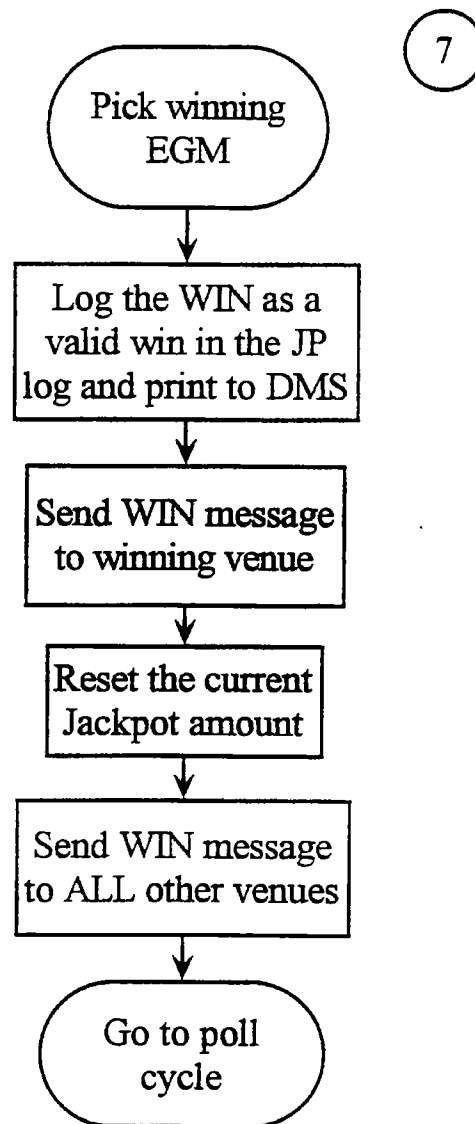 7
Pick winning
EGM
Log the WIN as a
valid win in the JP
log and print to DMS
Send WIN message
to winning venue
Reset the current
Jackpot amount
Send WIN message
to ALL other venues
Go to poll
cycle